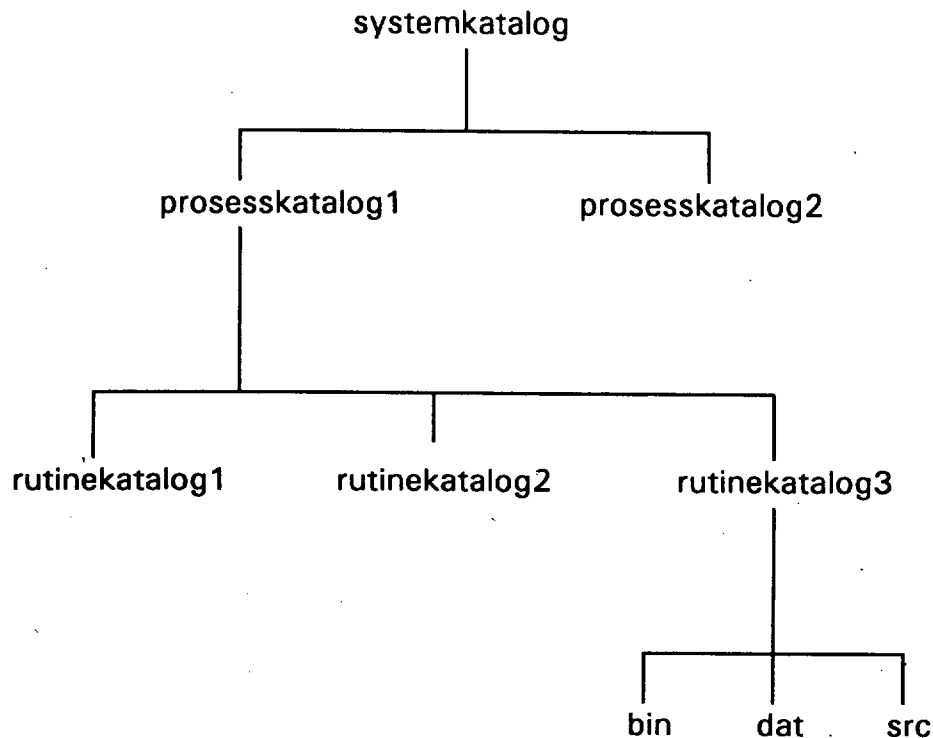 systemkatalog
prosesskatalog1 prosesskatalog2
rutinekatalog1 rutinekatalog2 rutinekatalog3
bin dat src